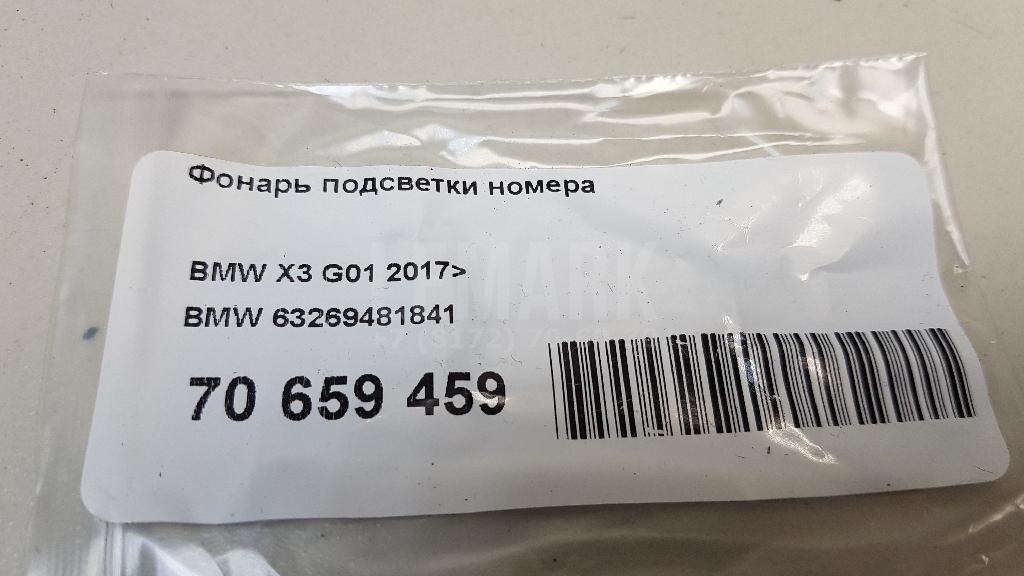 Фонарь подсветки номера
BMW X3 G01 2017>
BMW 63269481841
70 659 459